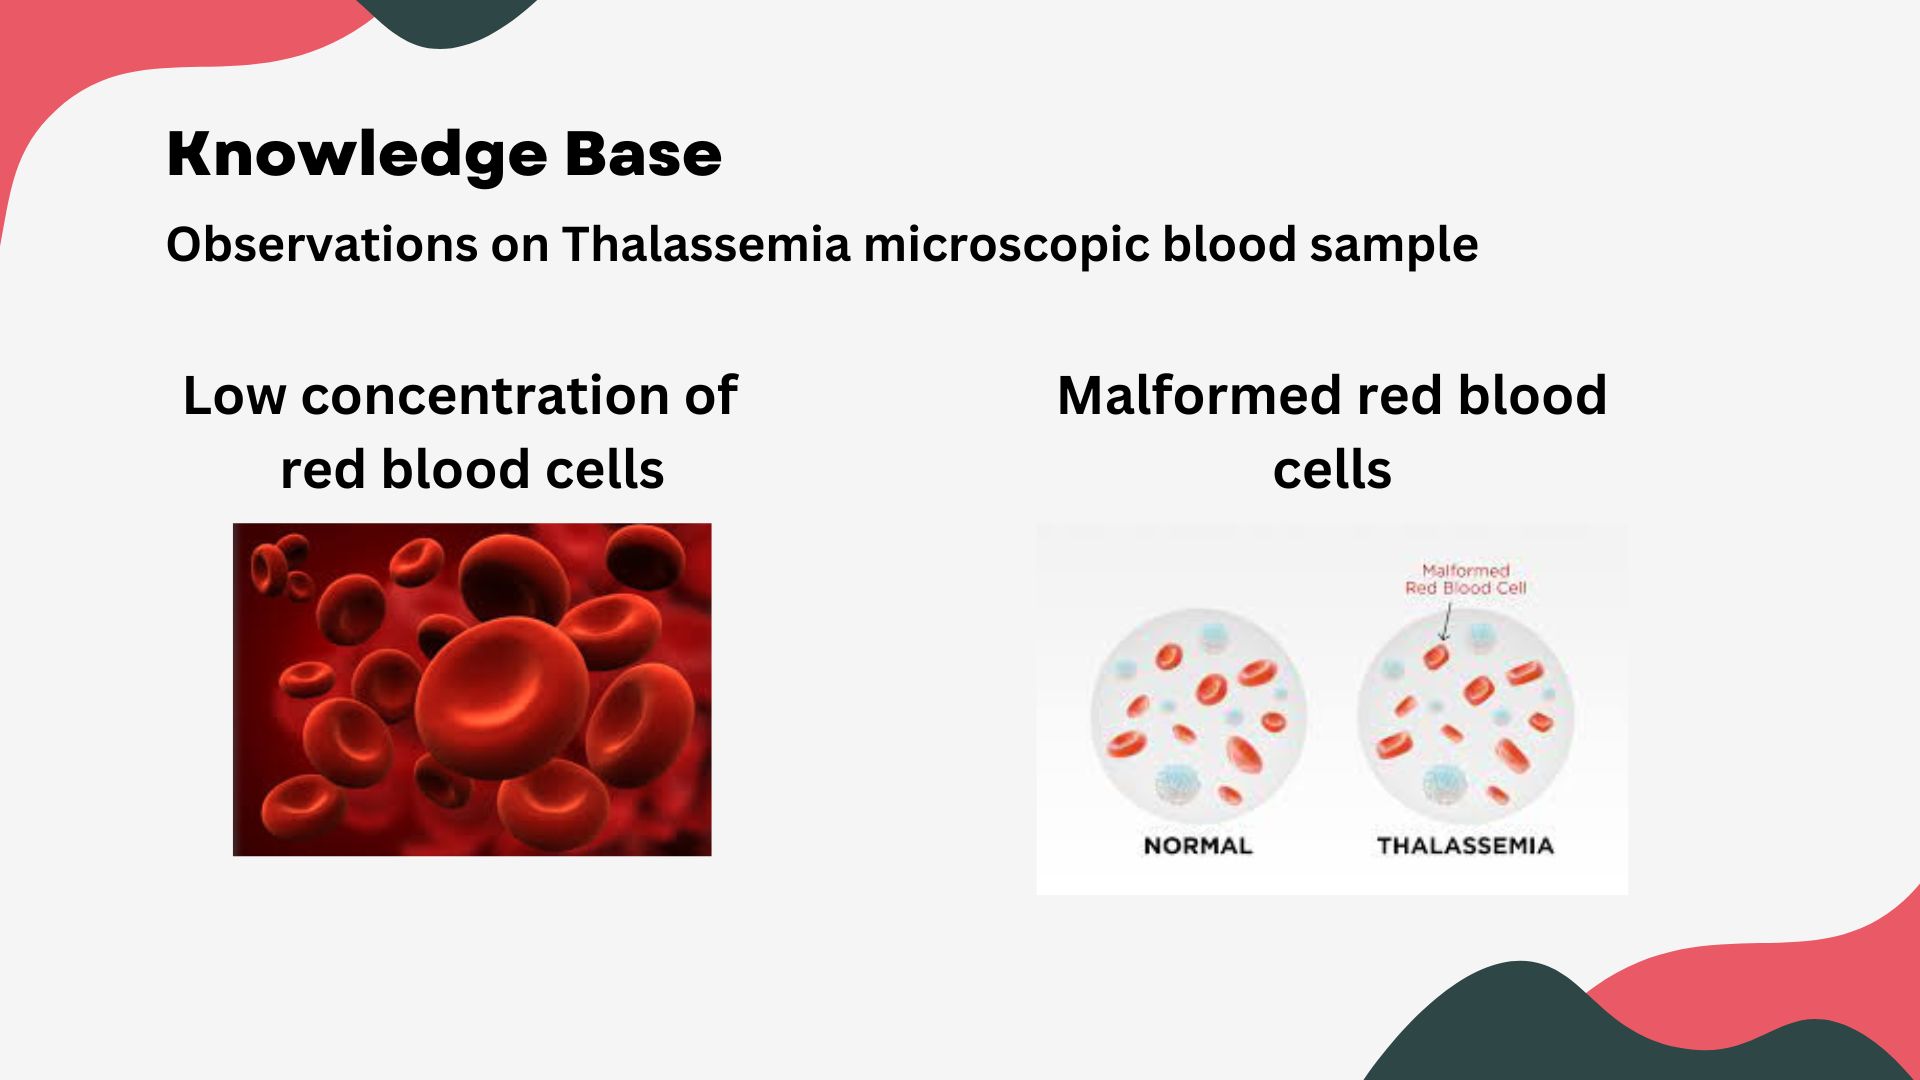 Knowledge Base
Observations on Thalassemia microscopic blood sample
Low concentration of
red blood cells
Malformed red blood
cells
Malformed
Red Blood Cell
NORMAL
THALASSEMIA